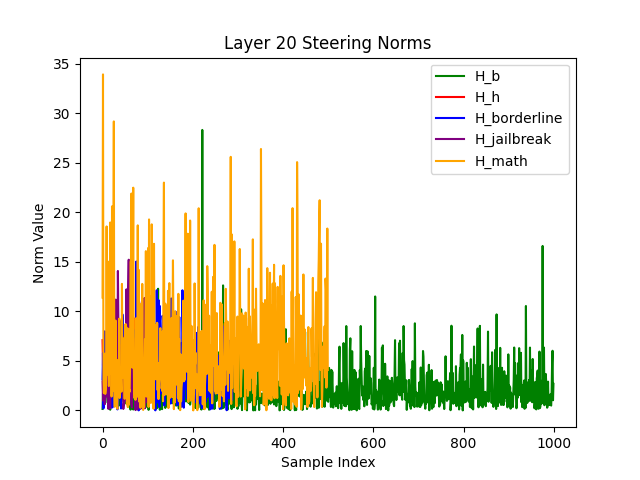 Layer 20 Steering Norms
35
30
25
20
15
10
5
0
Norm Value
H_b
H_h
H_borderline
H_jailbreak
H_math
0
200
400
600
800
1000
Sample Index